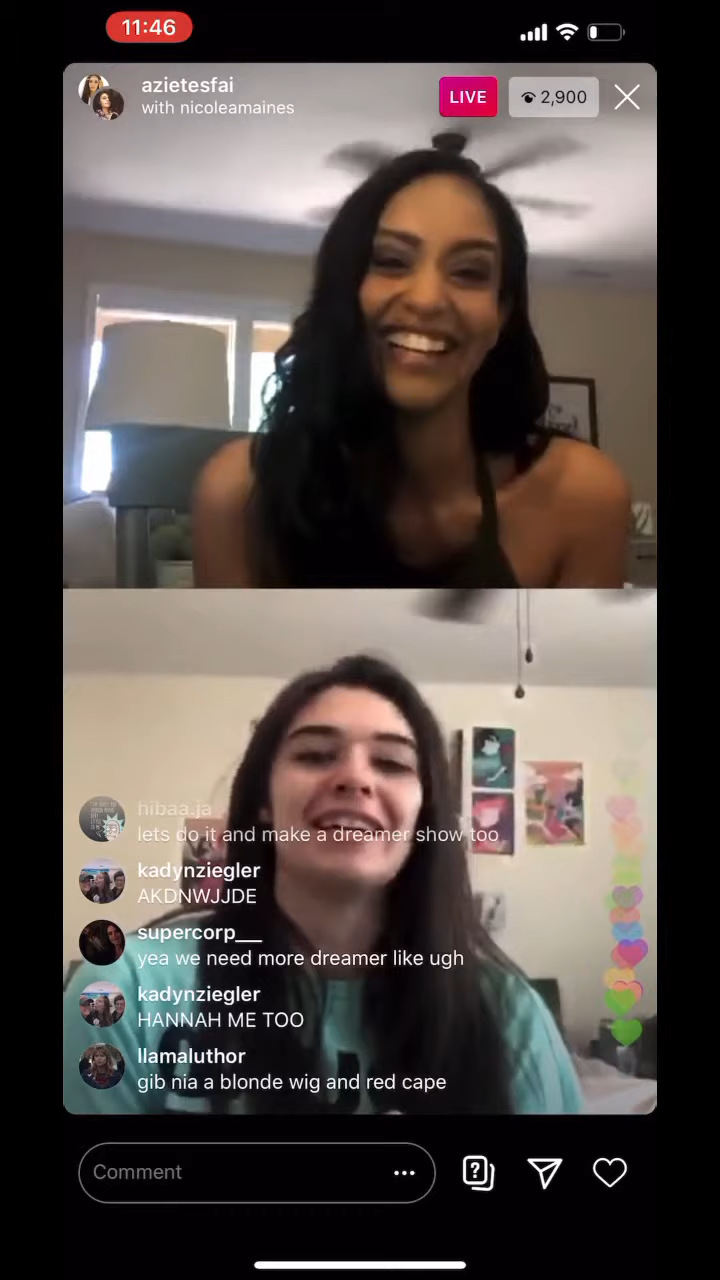 11:46
azietesfai
with nicoleamaines
LIVE
2,900
hibaa.ja
lets do it and make a dreamer show too
kadynziegler
AKDNWJJDE
supercorp___
yea we need more dreamer like ugh
kadynziegler
HANNAH ME TOO
llamaluthor
gib nia a blonde wig and red cape
Comment